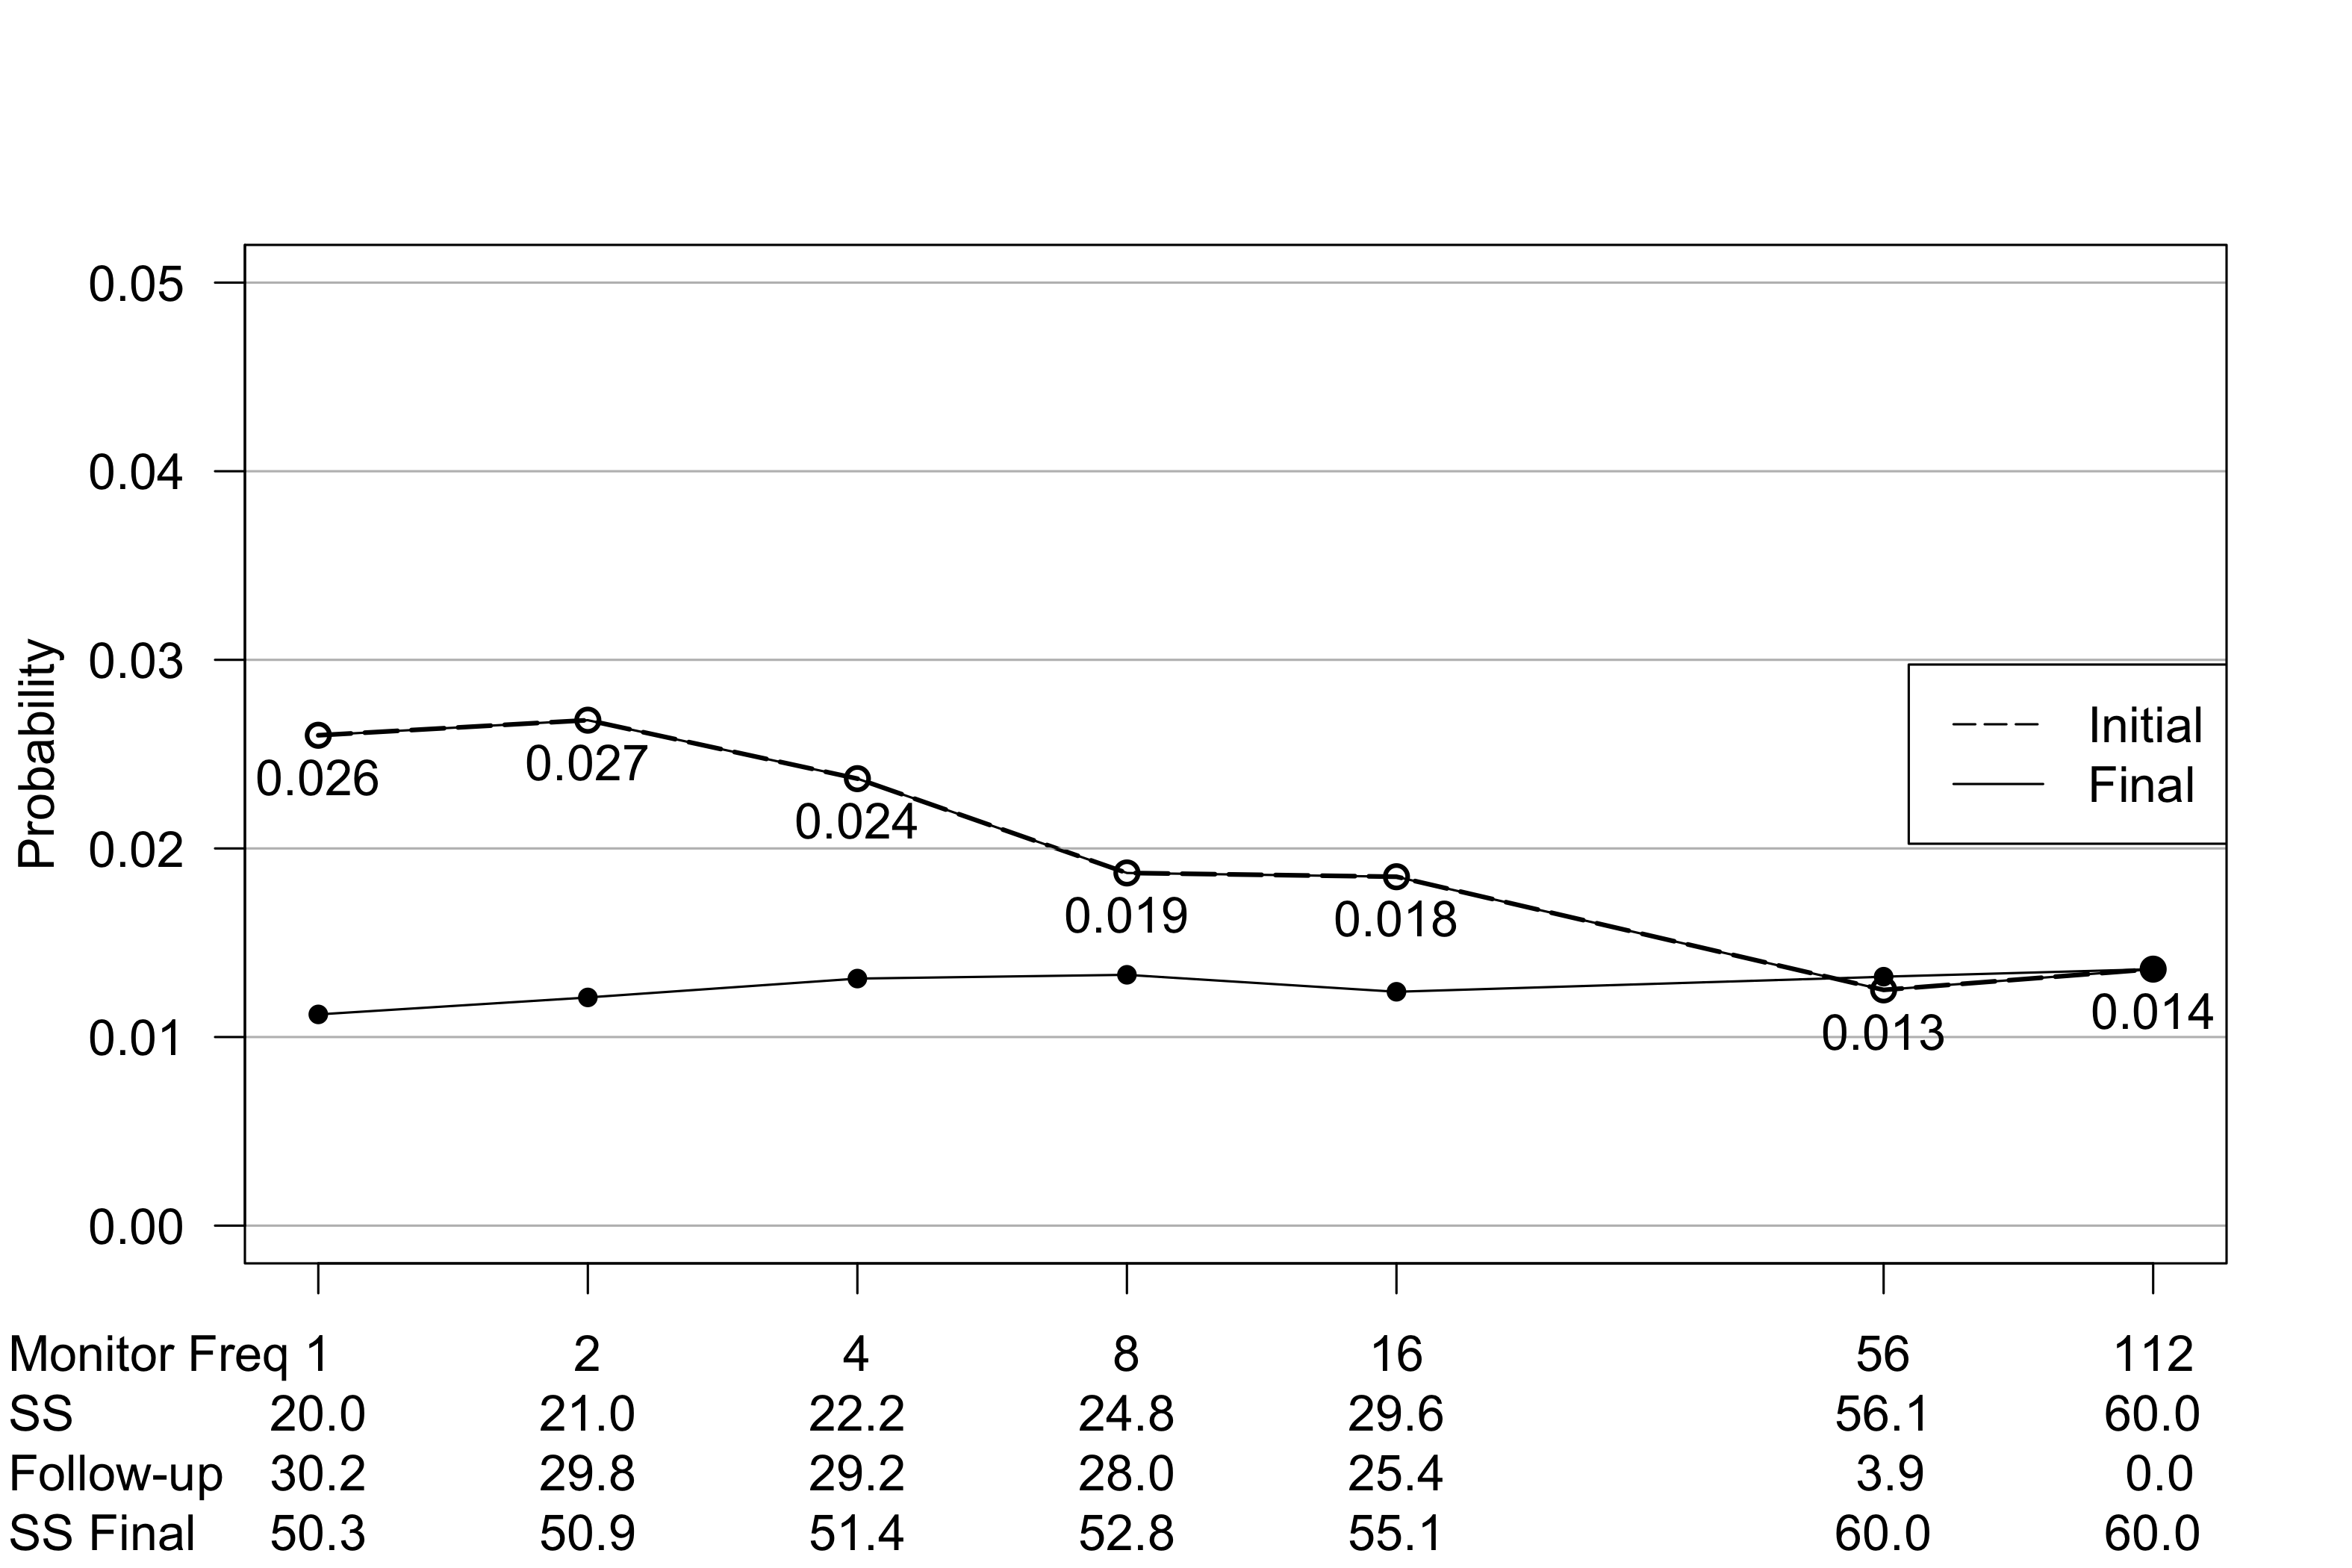 0.05
0.04
0.03
0.02
0.01
0.00
Probability
0.026
0.027
0.024
0.019
0.018
0.013
0.014
Initial
Final
Monitor Freq 1 2 4 8 16 56 112
SS 20.0 21.0 22.2 24.8 29.6 56.1 60.0
Follow-up 30.2 29.8 29.2 28.0 25.4 3.9 0.0
SS Final 50.3 50.9 51.4 52.8 55.1 60.0 60.0